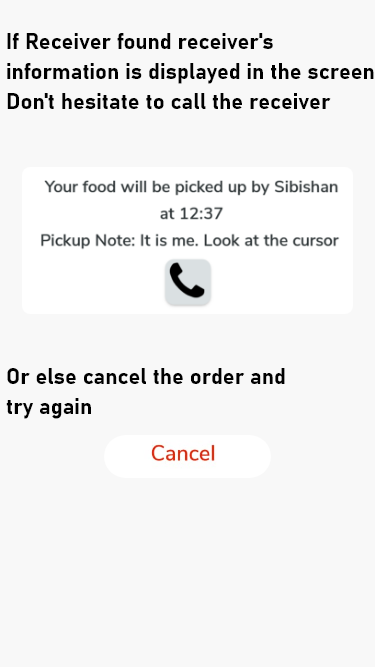 If Receiver found receiver's
information is displayed in the screen
Don't hesitate to call the receiver
Your food will be picked up by Sibishan
at 12:37
Pickup Note: It is me. Look at the cursor
Or else cancel the order and
try again
Cancel